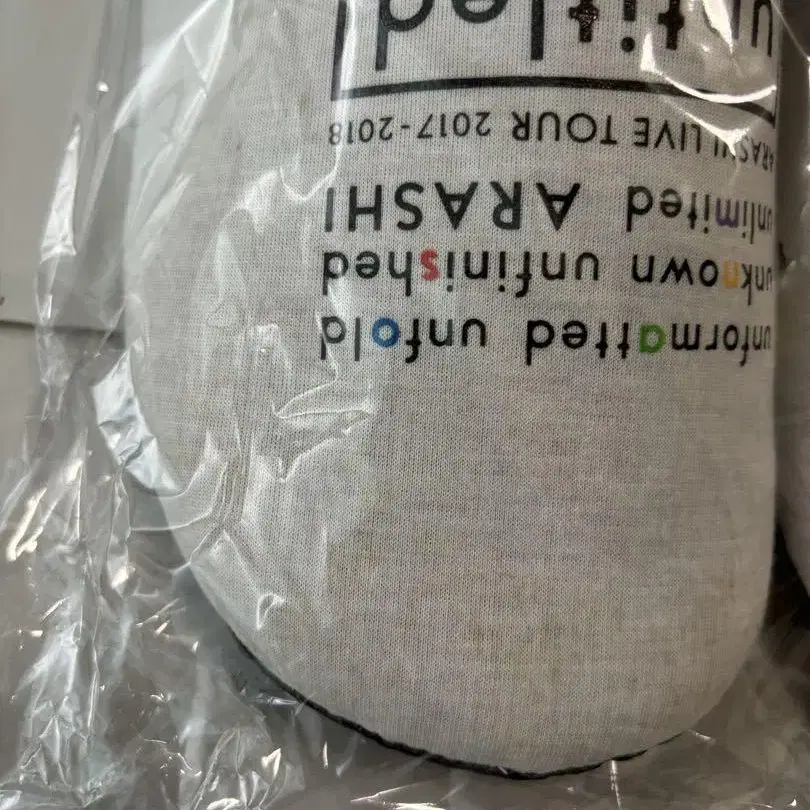 untitled
ARASHI LIVE TOUR 2017-2018
unlimited ARASHI
unknown unfinished
unformatted unfold